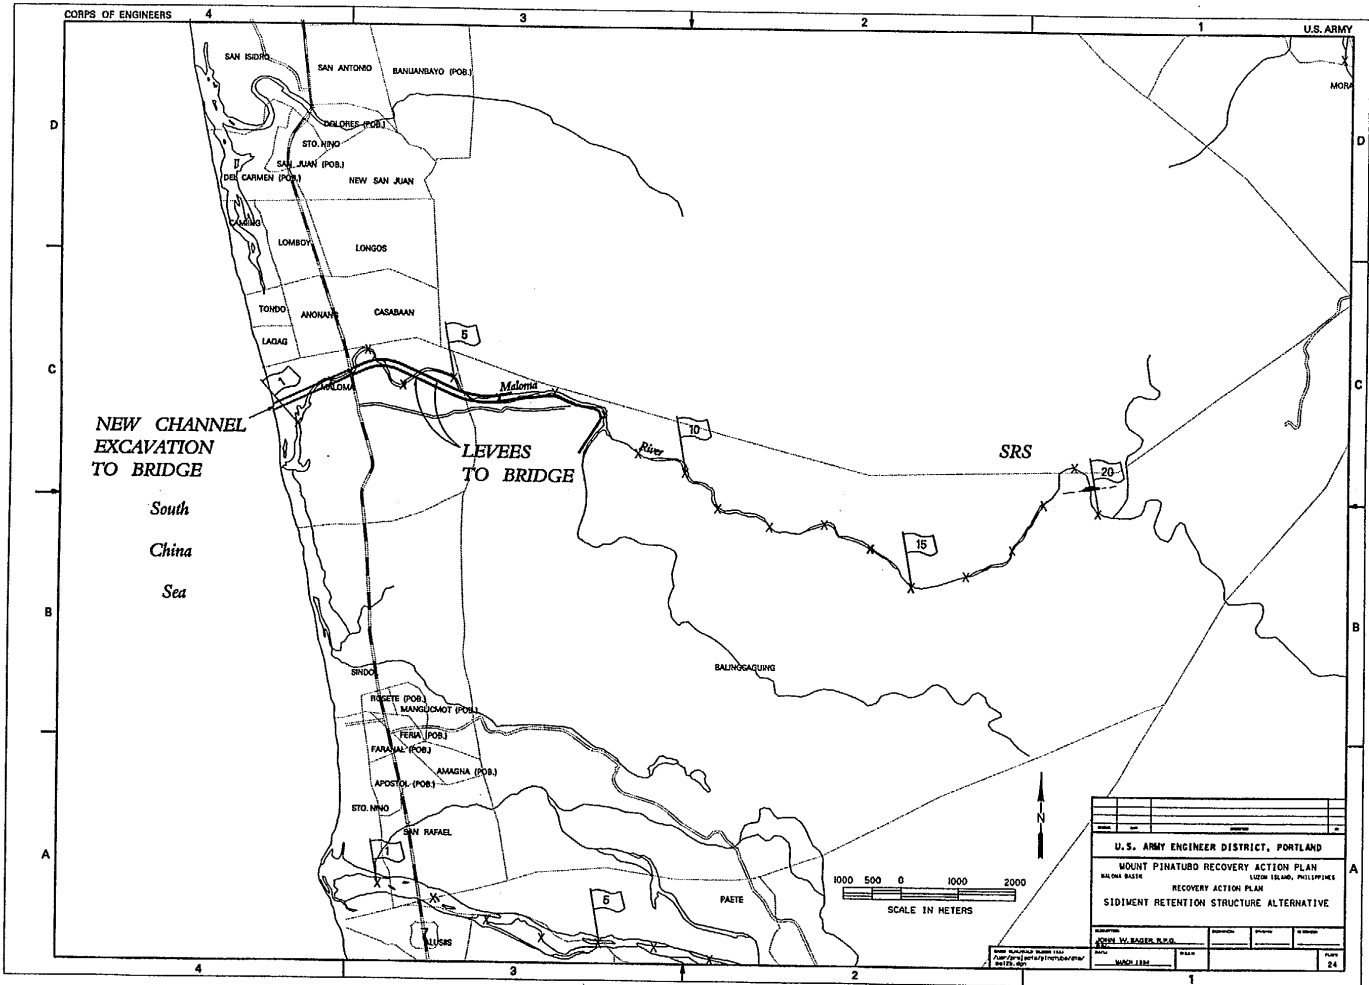 CORPS OF ENGINEERS
U.S. ARMY
4
3
2
1
D
D
SAN ISIDRO
SAN ANTONIO
BANUANBAYO (POB.)
MORA
DOLORES (POB.)
STO. NINO
SAN JUAN (POB.)
DEL CARMEN (POB.)
NEW SAN JUAN
CAMING
LOMBOY
LONGOS
TONDO
ANONANG
CASABAAN
LAOAG
5
C
C
1
MALOMA
Maloma
NEW CHANNEL
EXCAVATION
TO BRIDGE
LEVEES
TO BRIDGE
River
10
SRS
20
South
China
Sea
15
B
B
BALINGCAGUING
SINDOL
ROSETE (POB.)
MANGUCMOT (POB.)
FERIA (POB.)
FARANAL (POB.)
AMAGNA (POB.)
APOSTOL (POB.)
STO. NINO
SAN RAFAEL
A
A
1
5
PAETE
ALUSIIS
N
1000 500 0 1000 2000
SCALE IN METERS
U.S. ARMY ENGINEER DISTRICT, PORTLAND
MOUNT PINATUBO RECOVERY ACTION PLAN
MALOMA BASIN
LUZON ISLAND, PHILIPPINES
RECOVERY ACTION PLAN
SIDIMENT RETENTION STRUCTURE ALTERNATIVE
JOHN W. SAGER, R.P.G.
MARCH 1994
PLATE
24
4
3
2
1